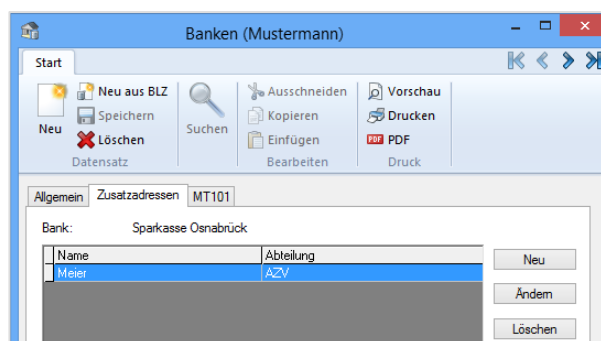 Banken (Mustermann)
Start
Neu
Neu aus BLZ
Speichern
Löschen
Datensatz
Suchen
Ausschneiden
Kopieren
Einfügen
Bearbeiten
Vorschau
Drucken
PDF PDF
Druck
Allgemein Zusatzadressen MT101
Bank: Sparkasse Osnabrück
Name Abteilung
Meier AZV
Neu
Ändern
Löschen